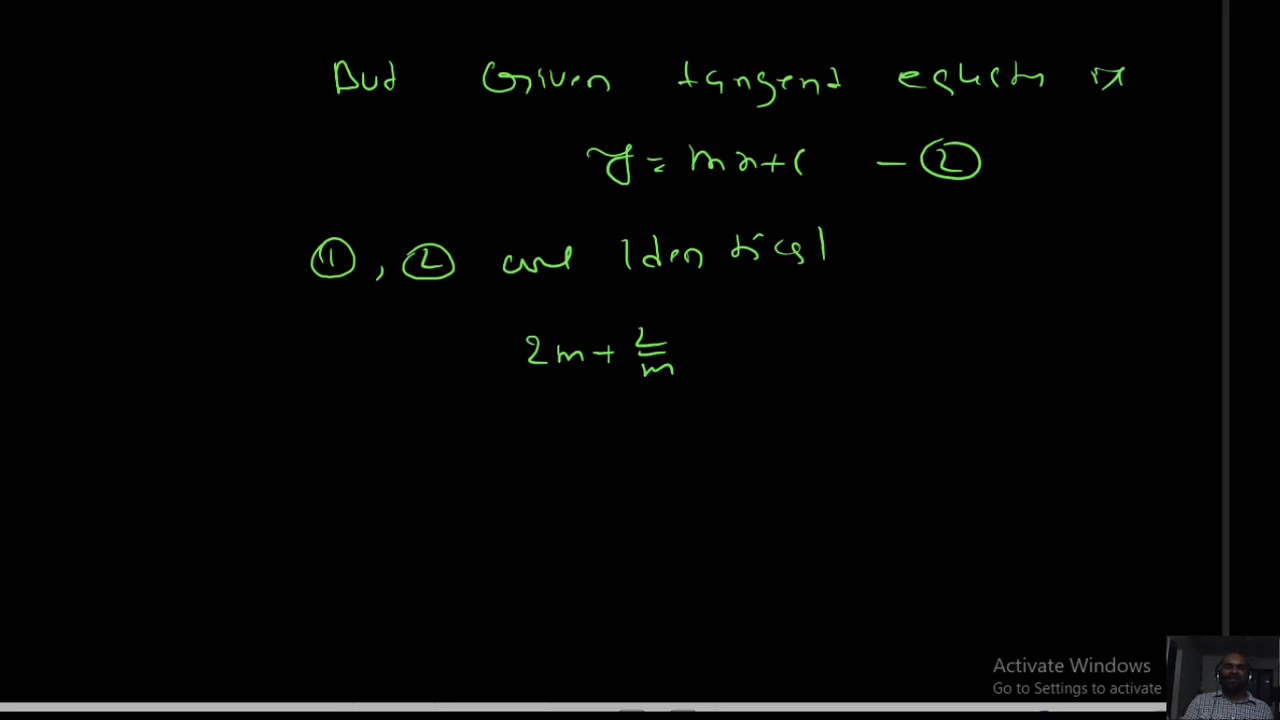 But Given tangent equation is
y = mx + c - ②
①, ② are Identical
2m + 2/m
Activate Windows
Go to Settings to activate